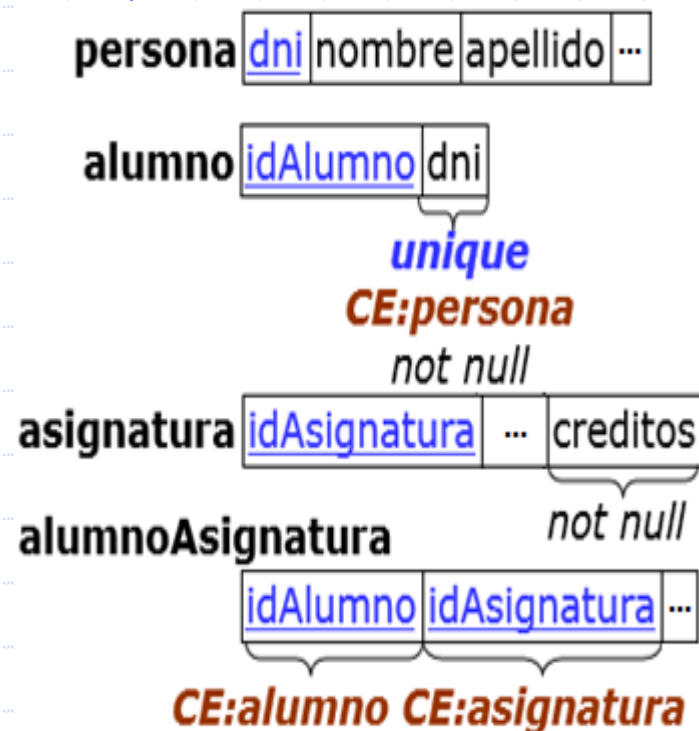 persona dni nombre apellido ...
alumno idAlumno dni
unique
CE:persona
not null
asignatura idAsignatura ... creditos
not null
alumnoAsignatura
idAlumno idAsignatura ...
CE:alumno CE:asignatura